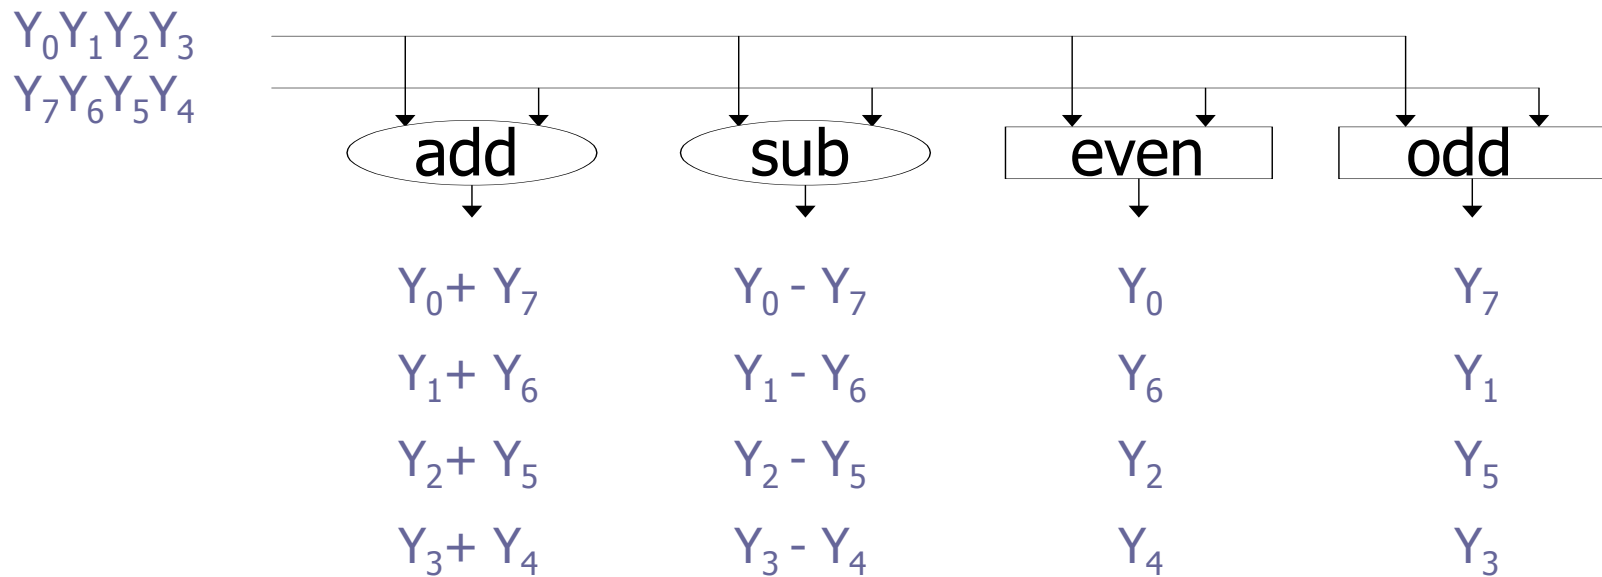 Y₀Y₁Y₂Y₃
Y₇Y₆Y₅Y₄
add sub even odd
Y₀+ Y₇ Y₀ - Y₇ Y₀ Y₇
Y₁+ Y₆ Y₁ - Y₆ Y₆ Y₁
Y₂+ Y₅ Y₂ - Y₅ Y₂ Y₅
Y₃+ Y₄ Y₃ - Y₄ Y₄ Y₃